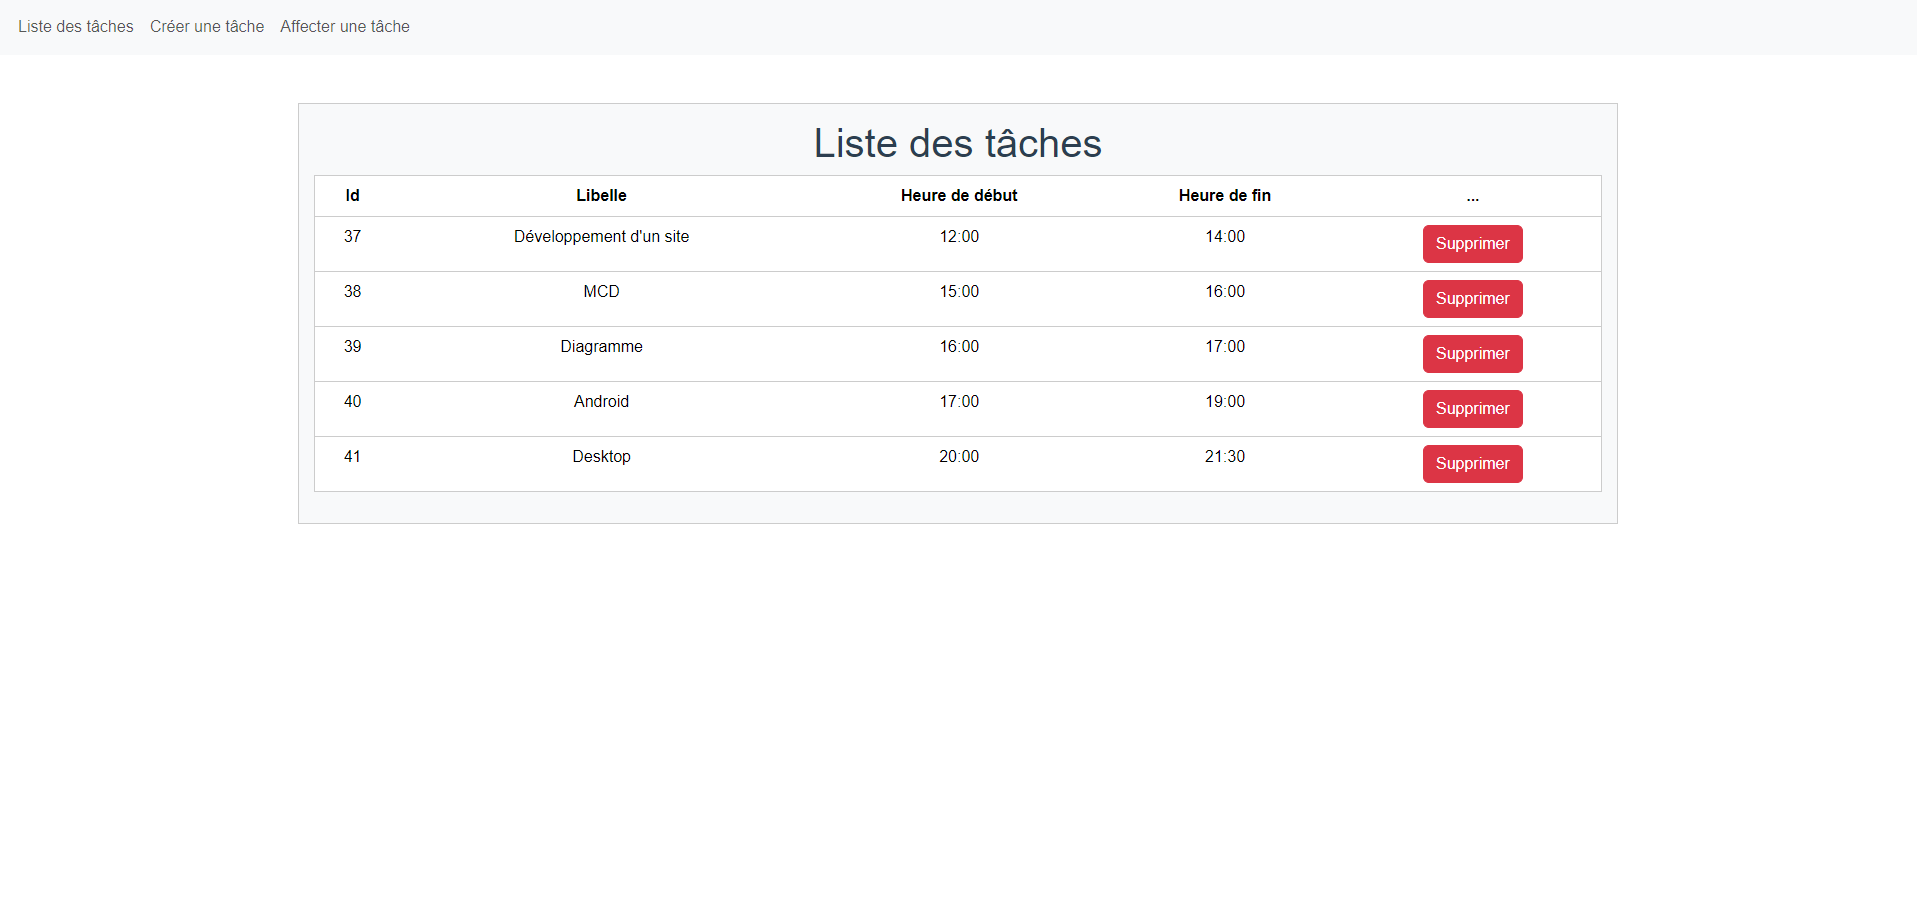 Liste des tâches Créer une tâche Affecter une tâche
Liste des tâches
Id Libelle Heure de début Heure de fin ...
37 Développement d'un site 12:00 14:00 Supprimer
38 MCD 15:00 16:00 Supprimer
39 Diagramme 16:00 17:00 Supprimer
40 Android 17:00 19:00 Supprimer
41 Desktop 20:00 21:30 Supprimer